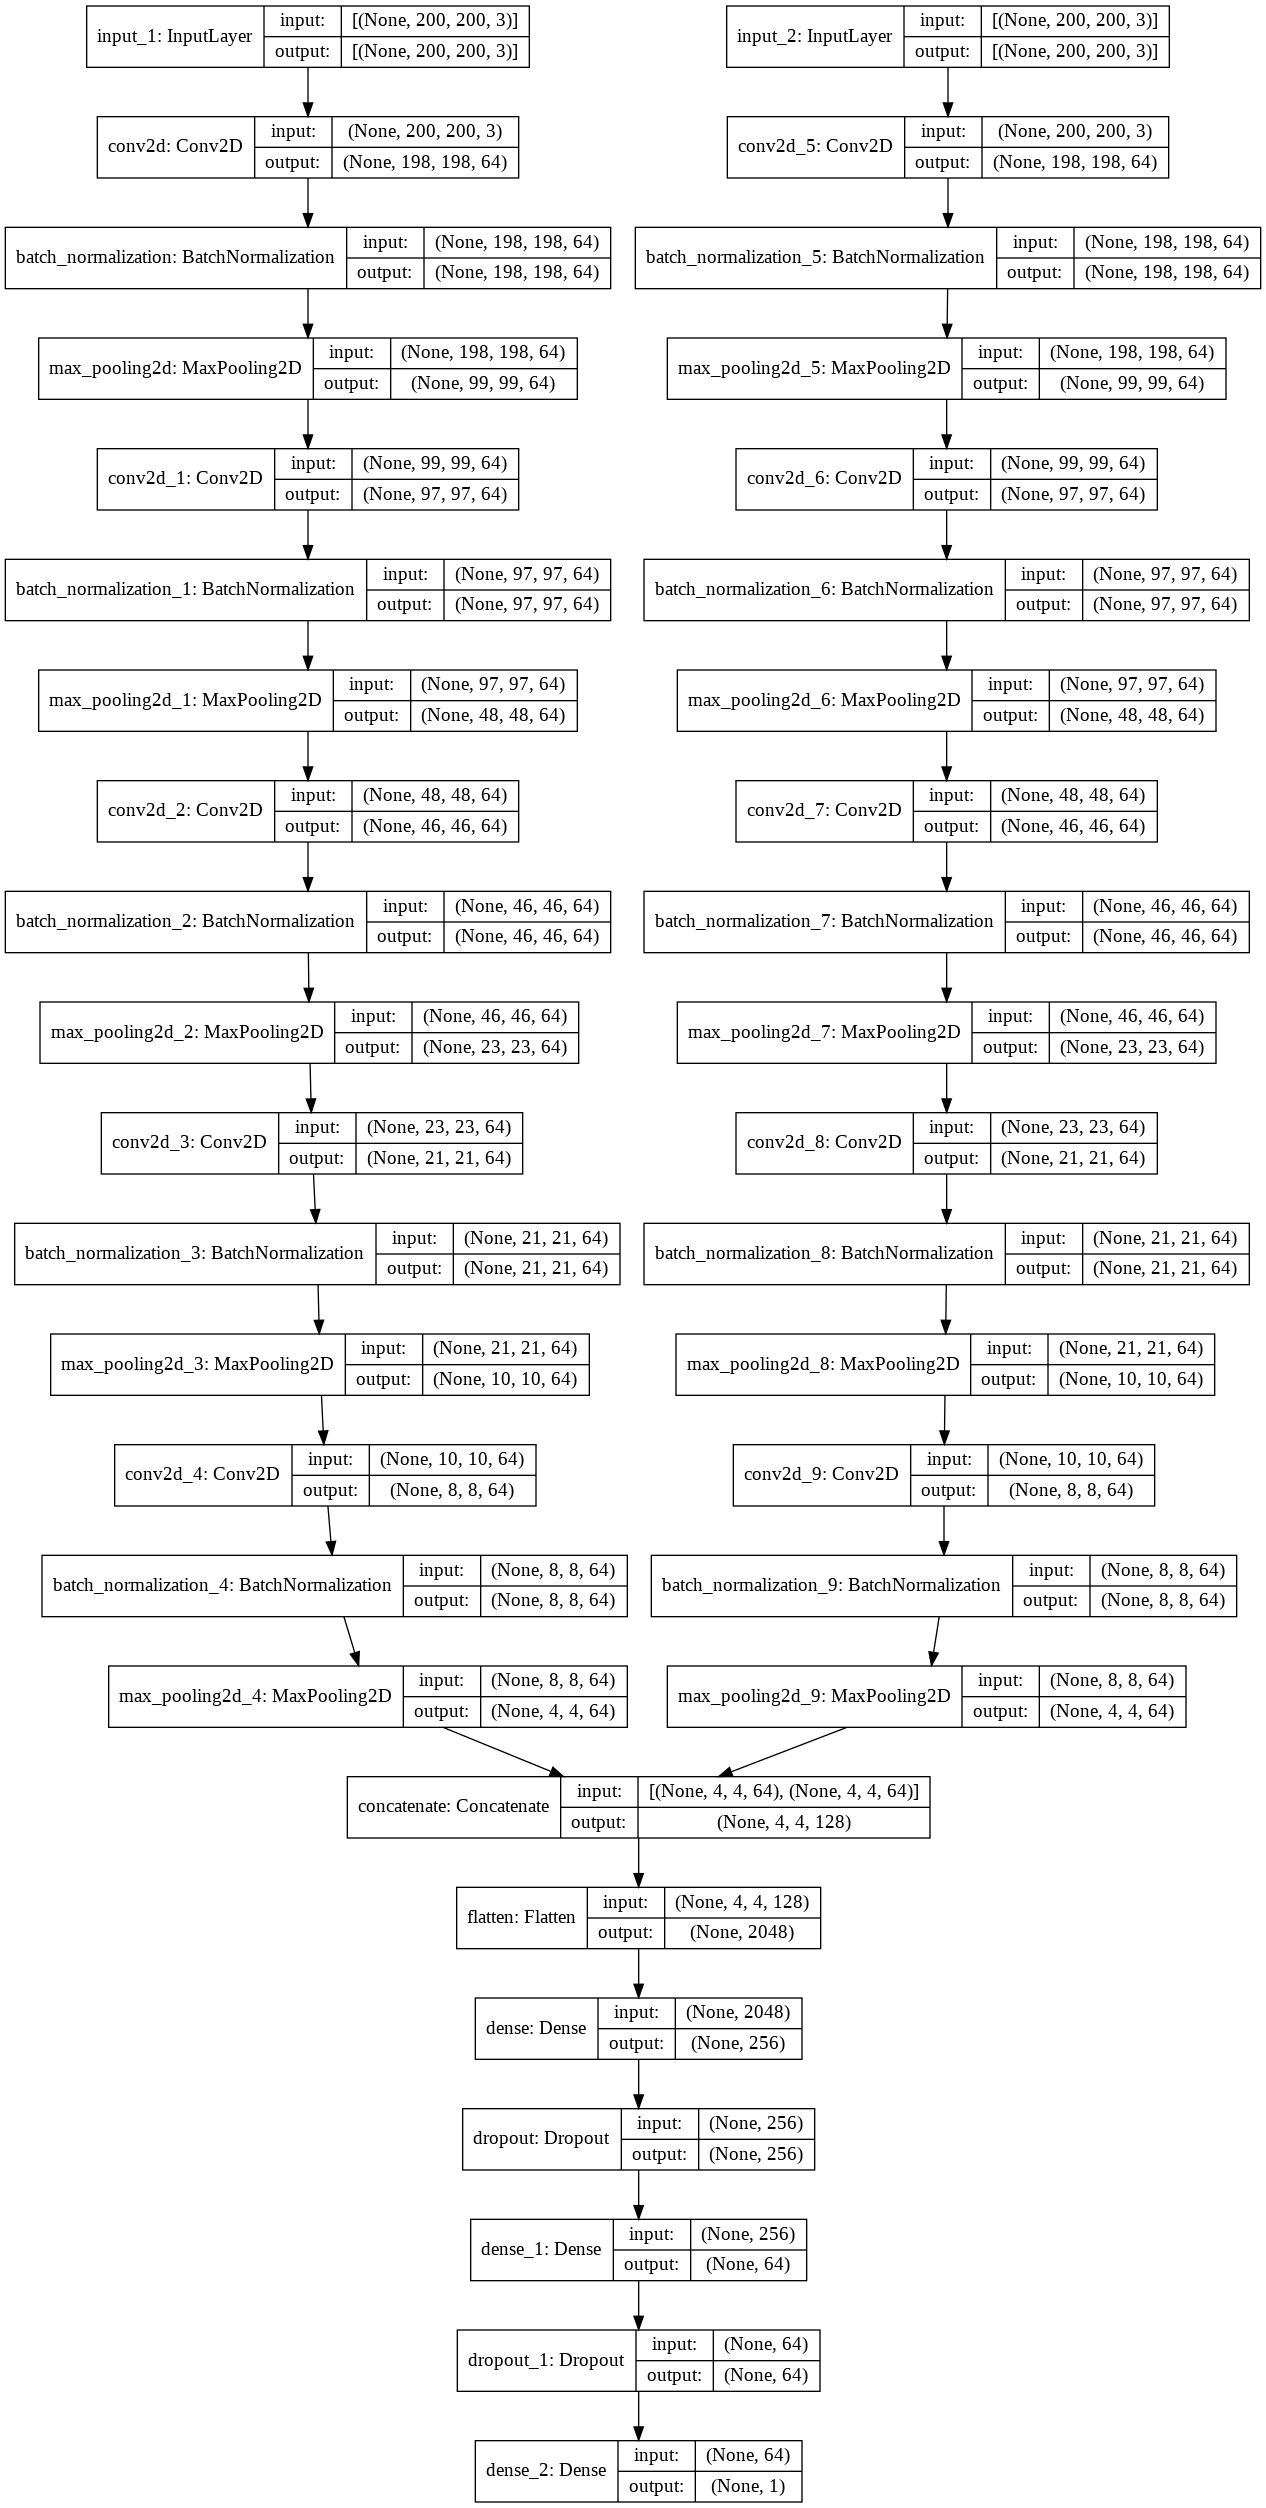 input_1: InputLayer
input: [(None, 200, 200, 3)]
output: [(None, 200, 200, 3)]
conv2d: Conv2D
input: (None, 200, 200, 3)
output: (None, 198, 198, 64)
batch_normalization: BatchNormalization
input: (None, 198, 198, 64)
output: (None, 198, 198, 64)
max_pooling2d: MaxPooling2D
input: (None, 198, 198, 64)
output: (None, 99, 99, 64)
conv2d_1: Conv2D
input: (None, 99, 99, 64)
output: (None, 97, 97, 64)
batch_normalization_1: BatchNormalization
input: (None, 97, 97, 64)
output: (None, 97, 97, 64)
max_pooling2d_1: MaxPooling2D
input: (None, 97, 97, 64)
output: (None, 48, 48, 64)
conv2d_2: Conv2D
input: (None, 48, 48, 64)
output: (None, 46, 46, 64)
batch_normalization_2: BatchNormalization
input: (None, 46, 46, 64)
output: (None, 46, 46, 64)
max_pooling2d_2: MaxPooling2D
input: (None, 46, 46, 64)
output: (None, 23, 23, 64)
conv2d_3: Conv2D
input: (None, 23, 23, 64)
output: (None, 21, 21, 64)
batch_normalization_3: BatchNormalization
input: (None, 21, 21, 64)
output: (None, 21, 21, 64)
max_pooling2d_3: MaxPooling2D
input: (None, 21, 21, 64)
output: (None, 10, 10, 64)
conv2d_4: Conv2D
input: (None, 10, 10, 64)
output: (None, 8, 8, 64)
batch_normalization_4: BatchNormalization
input: (None, 8, 8, 64)
output: (None, 8, 8, 64)
max_pooling2d_4: MaxPooling2D
input: (None, 8, 8, 64)
output: (None, 4, 4, 64)
input_2: InputLayer
input: [(None, 200, 200, 3)]
output: [(None, 200, 200, 3)]
conv2d_5: Conv2D
input: (None, 200, 200, 3)
output: (None, 198, 198, 64)
batch_normalization_5: BatchNormalization
input: (None, 198, 198, 64)
output: (None, 198, 198, 64)
max_pooling2d_5: MaxPooling2D
input: (None, 198, 198, 64)
output: (None, 99, 99, 64)
conv2d_6: Conv2D
input: (None, 99, 99, 64)
output: (None, 97, 97, 64)
batch_normalization_6: BatchNormalization
input: (None, 97, 97, 64)
output: (None, 97, 97, 64)
max_pooling2d_6: MaxPooling2D
input: (None, 97, 97, 64)
output: (None, 48, 48, 64)
conv2d_7: Conv2D
input: (None, 48, 48, 64)
output: (None, 46, 46, 64)
batch_normalization_7: BatchNormalization
input: (None, 46, 46, 64)
output: (None, 46, 46, 64)
max_pooling2d_7: MaxPooling2D
input: (None, 46, 46, 64)
output: (None, 23, 23, 64)
conv2d_8: Conv2D
input: (None, 23, 23, 64)
output: (None, 21, 21, 64)
batch_normalization_8: BatchNormalization
input: (None, 21, 21, 64)
output: (None, 21, 21, 64)
max_pooling2d_8: MaxPooling2D
input: (None, 21, 21, 64)
output: (None, 10, 10, 64)
conv2d_9: Conv2D
input: (None, 10, 10, 64)
output: (None, 8, 8, 64)
batch_normalization_9: BatchNormalization
input: (None, 8, 8, 64)
output: (None, 8, 8, 64)
max_pooling2d_9: MaxPooling2D
input: (None, 8, 8, 64)
output: (None, 4, 4, 64)
concatenate: Concatenate
input: [(None, 4, 4, 64), (None, 4, 4, 64)]
output: (None, 4, 4, 128)
flatten: Flatten
input: (None, 4, 4, 128)
output: (None, 2048)
dense: Dense
input: (None, 2048)
output: (None, 256)
dropout: Dropout
input: (None, 256)
output: (None, 256)
dense_1: Dense
input: (None, 256)
output: (None, 64)
dropout_1: Dropout
input: (None, 64)
output: (None, 64)
dense_2: Dense
input: (None, 64)
output: (None, 1)